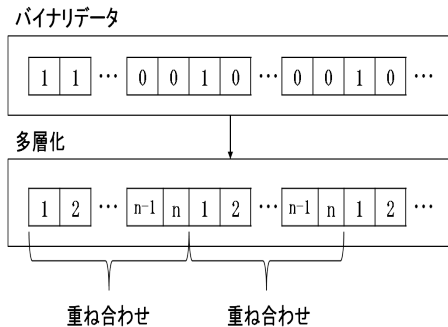 バイナリデータ
1 1 … 0 0 1 0 … 0 0 1 0 …
多層化
1 2 … n-1 n 1 2 … n-1 n 1 2 …
重ね合わせ 重ね合わせ